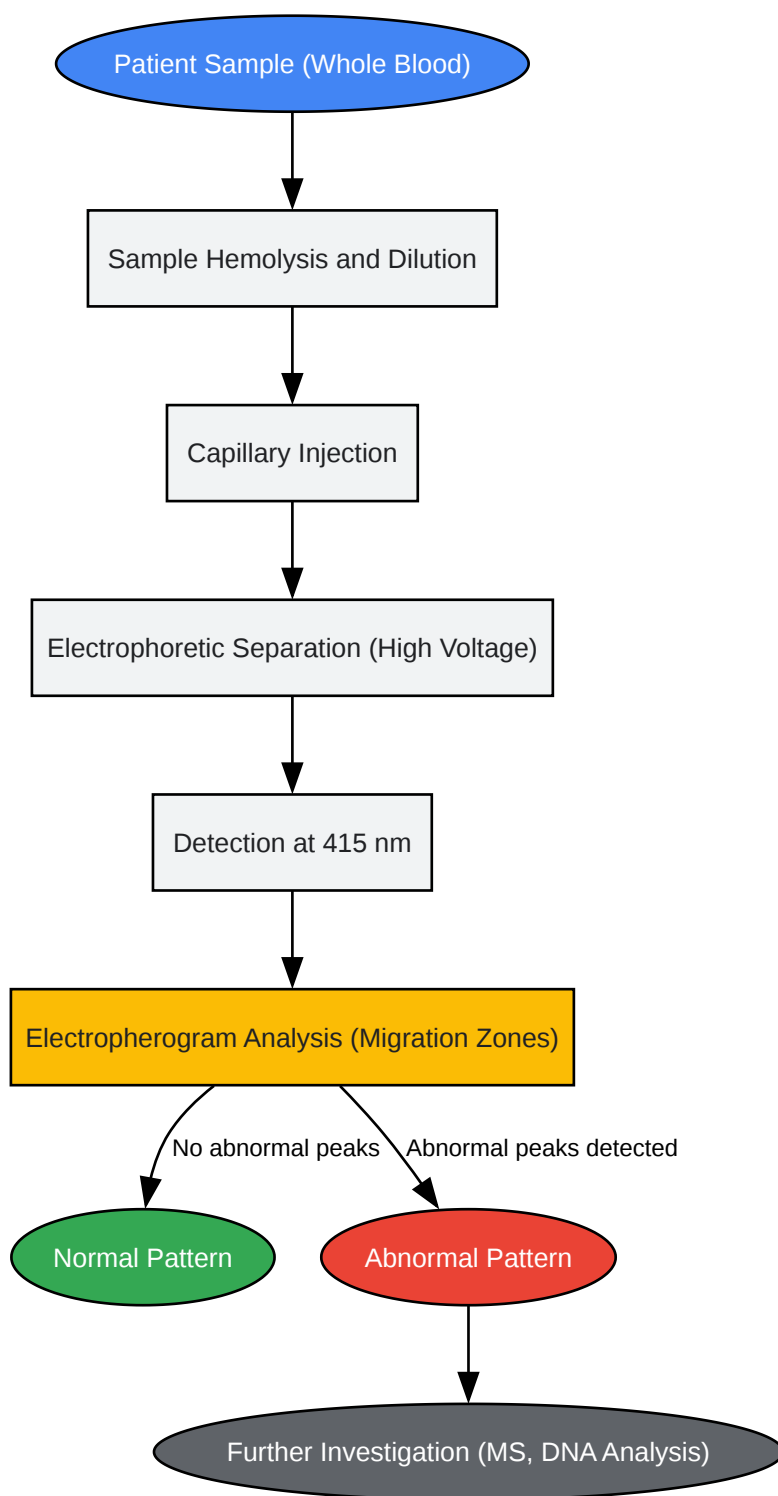 Patient Sample (Whole Blood)
Sample Hemolysis and Dilution
Capillary Injection
Electrophoretic Separation (High Voltage)
Detection at 415 nm
Electropherogram Analysis (Migration Zones)
No abnormal peaks
Abnormal peaks detected
Normal Pattern
Abnormal Pattern
Further Investigation (MS, DNA Analysis)